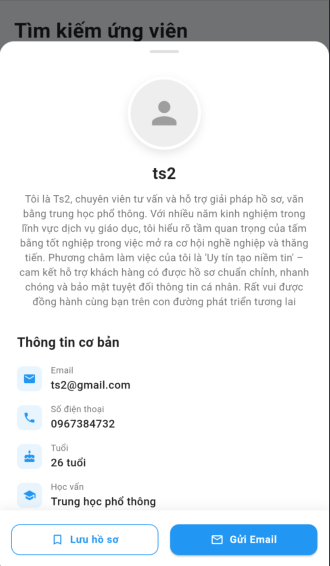 Tìm kiếm ứng viên
ts2
Tôi là Ts2, chuyên viên tư vấn và hỗ trợ giải pháp hồ sơ, văn
bằng trung học phổ thông. Với nhiều năm kinh nghiệm trong
lĩnh vực dịch vụ giáo dục, tôi hiểu rõ tầm quan trọng của tấm
bằng tốt nghiệp trong việc mở ra cơ hội nghề nghiệp và thăng
tiến. Phương châm làm việc của tôi là 'Uy tín tạo niềm tin' –
cam kết hỗ trợ khách hàng có được hồ sơ chuẩn chỉnh, nhanh
chóng và bảo mật tuyệt đối thông tin cá nhân. Rất vui được
đồng hành cùng bạn trên con đường phát triển tương lai
Thông tin cơ bản
Email
ts2@gmail.com
Số điện thoại
0967384732
Tuổi
26 tuổi
Học vấn
Trung học phổ thông
Lưu hồ sơ
Gửi Email